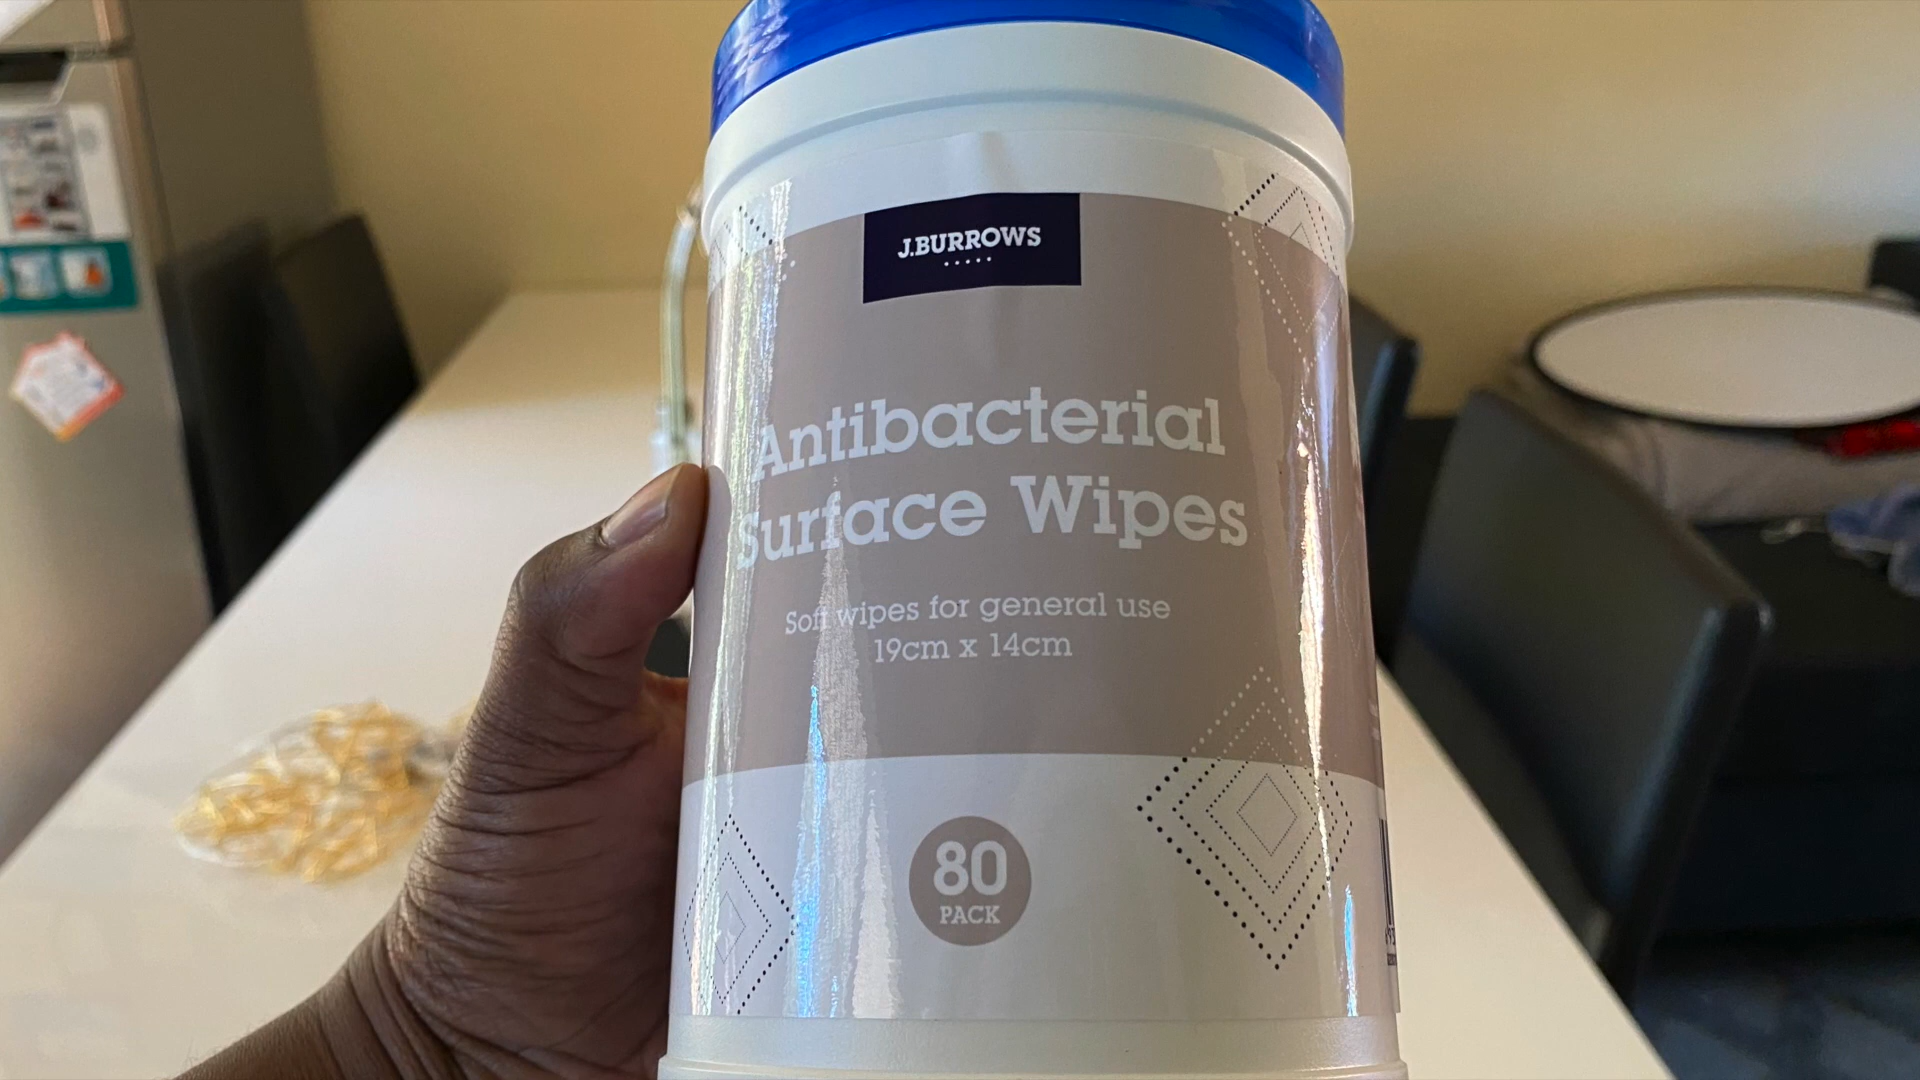 J.BURROWS
Antibacterial
Surface Wipes
Soft wipes for general use
19cm x 14cm
80
PACK